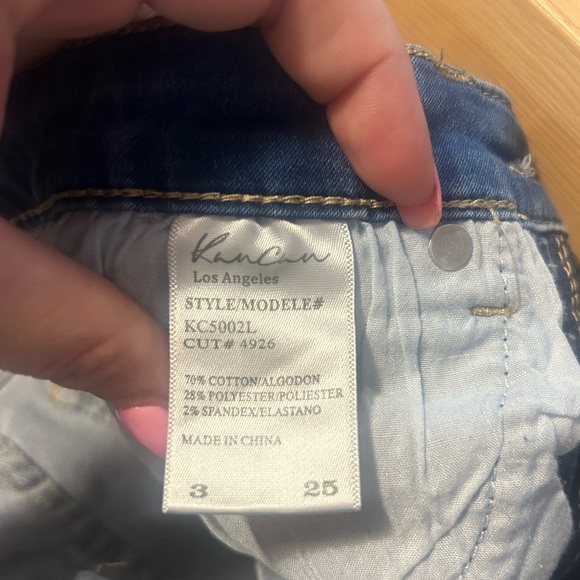 KanCan
Los Angeles
STYLE/MODELE#
KC5002L
CUT# 4926
70% COTTON/ALGODON
28% POLYESTER/POLIESTER
2% SPANDEX/ELASTANO
MADE IN CHINA
3 25